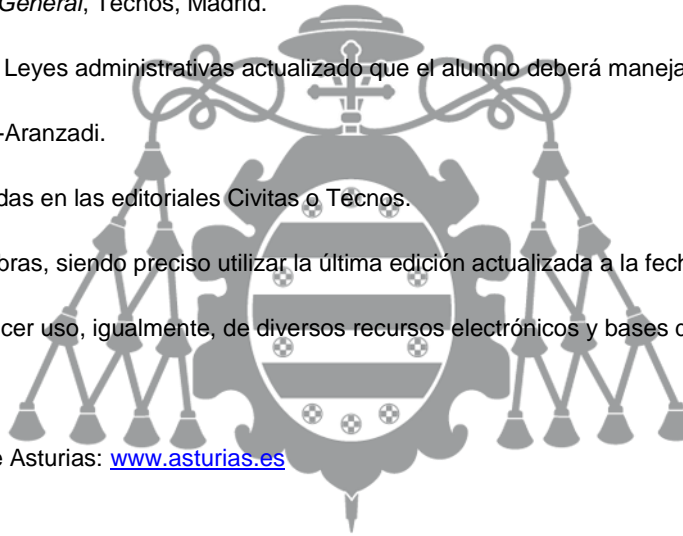 General, Tecnos, Madrid.
Leyes administrativas actualizado que el alumno deberá maneja
-Aranzadi.
das en las editoriales Civitas o Tecnos.
bras, siendo preciso utilizar la última edición actualizada a la fech
cer uso, igualmente, de diversos recursos electrónicos y bases d
e Asturias: www.asturias.es